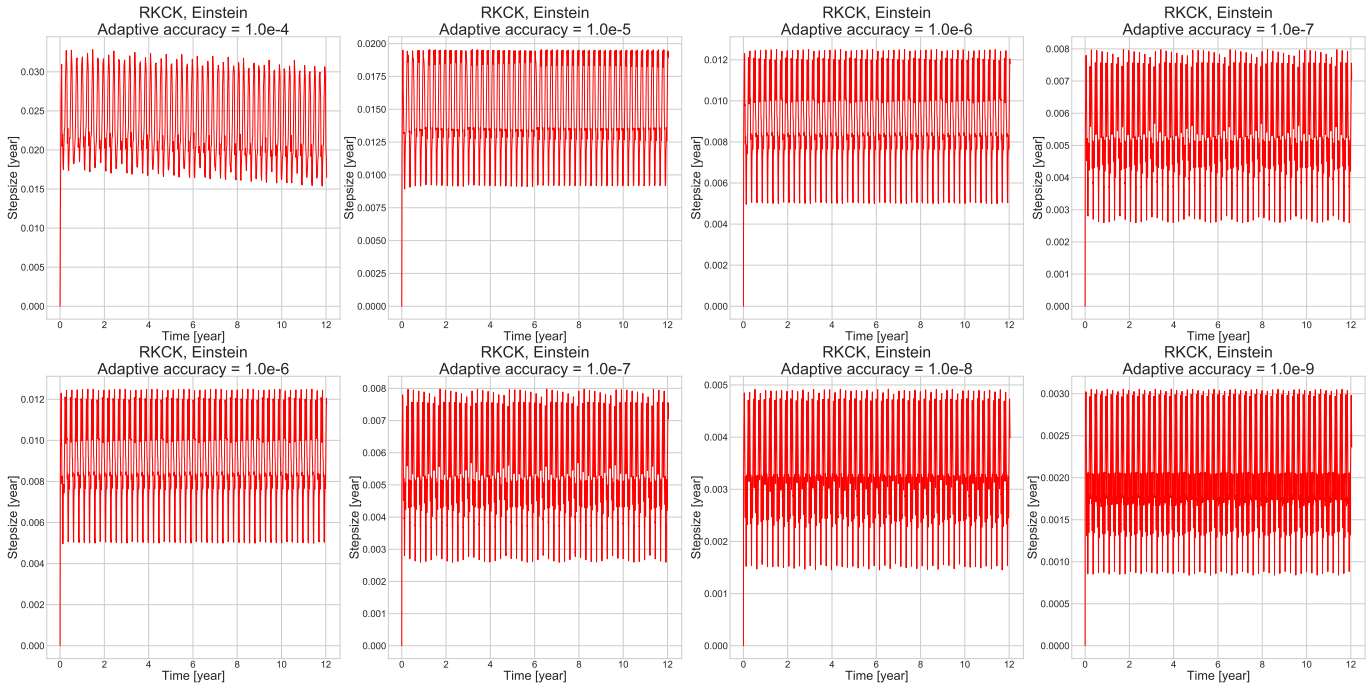 RKCK, Einstein
Adaptive accuracy = 1.0e-4
Stepsize [year]
0.030
0.025
0.020
0.015
0.010
0.005
0.000
0 2 4 6 8 10 12
Time [year]
RKCK, Einstein
Adaptive accuracy = 1.0e-5
Stepsize [year]
0.0200
0.0175
0.0150
0.0125
0.0100
0.0075
0.0050
0.0025
0.0000
0 2 4 6 8 10 12
Time [year]
RKCK, Einstein
Adaptive accuracy = 1.0e-6
Stepsize [year]
0.012
0.010
0.008
0.006
0.004
0.002
0.000
0 2 4 6 8 10 12
Time [year]
RKCK, Einstein
Adaptive accuracy = 1.0e-7
Stepsize [year]
0.008
0.007
0.006
0.005
0.004
0.003
0.002
0.001
0.000
0 2 4 6 8 10 12
Time [year]
RKCK, Einstein
Adaptive accuracy = 1.0e-6
Stepsize [year]
0.012
0.010
0.008
0.006
0.004
0.002
0.000
0 2 4 6 8 10 12
Time [year]
RKCK, Einstein
Adaptive accuracy = 1.0e-7
Stepsize [year]
0.008
0.007
0.006
0.005
0.004
0.003
0.002
0.001
0.000
0 2 4 6 8 10 12
Time [year]
RKCK, Einstein
Adaptive accuracy = 1.0e-8
Stepsize [year]
0.005
0.004
0.003
0.002
0.001
0.000
0 2 4 6 8 10 12
Time [year]
RKCK, Einstein
Adaptive accuracy = 1.0e-9
Stepsize [year]
0.0030
0.0025
0.0020
0.0015
0.0010
0.0005
0.0000
0 2 4 6 8 10 12
Time [year]